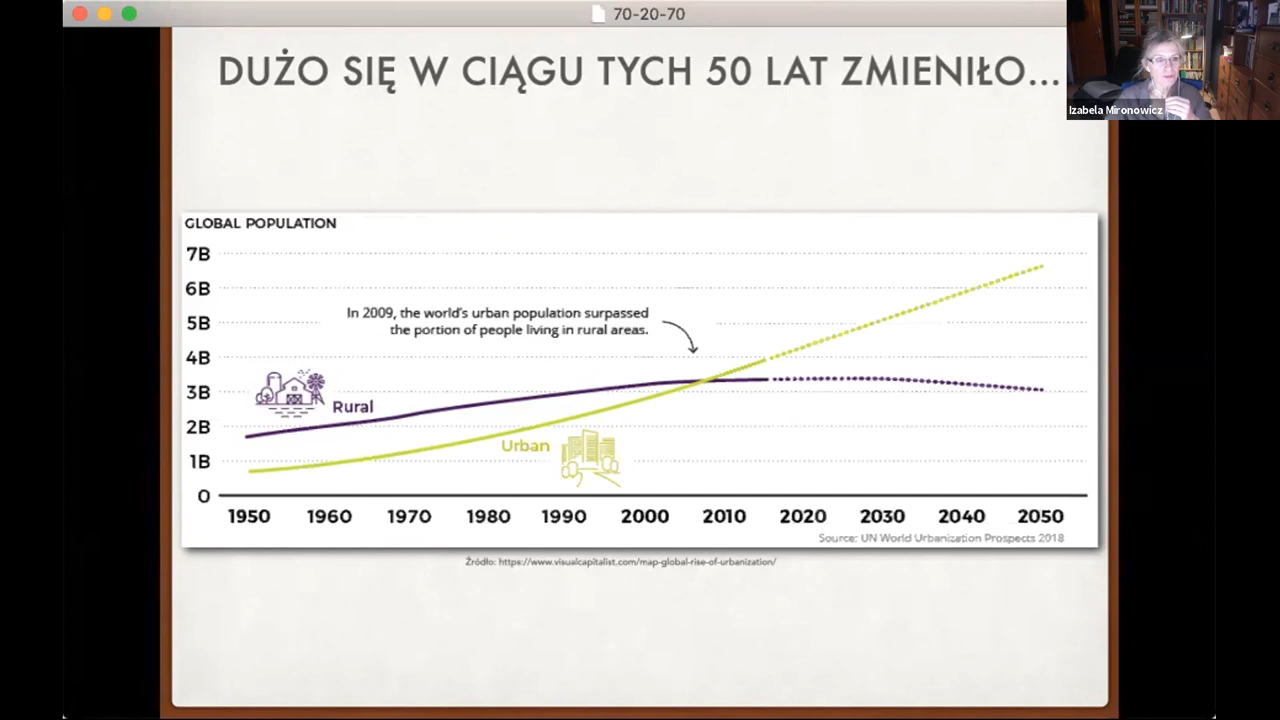 70-20-70
DUŻO SIĘ W CIĄGU TYCH 50 LAT ZMIENIŁO...
Izabela Mironowicz
GLOBAL POPULATION
7B
6B
5B
4B
3B
2B
1B
0
In 2009, the world's urban population surpassed
the portion of people living in rural areas.
Rural
Urban
1950 1960 1970 1980 1990 2000 2010 2020 2030 2040 2050
Source: UN World Urbanization Prospects 2018
Źródło: https://www.visualcapitalist.com/map-global-rise-of-urbanization/